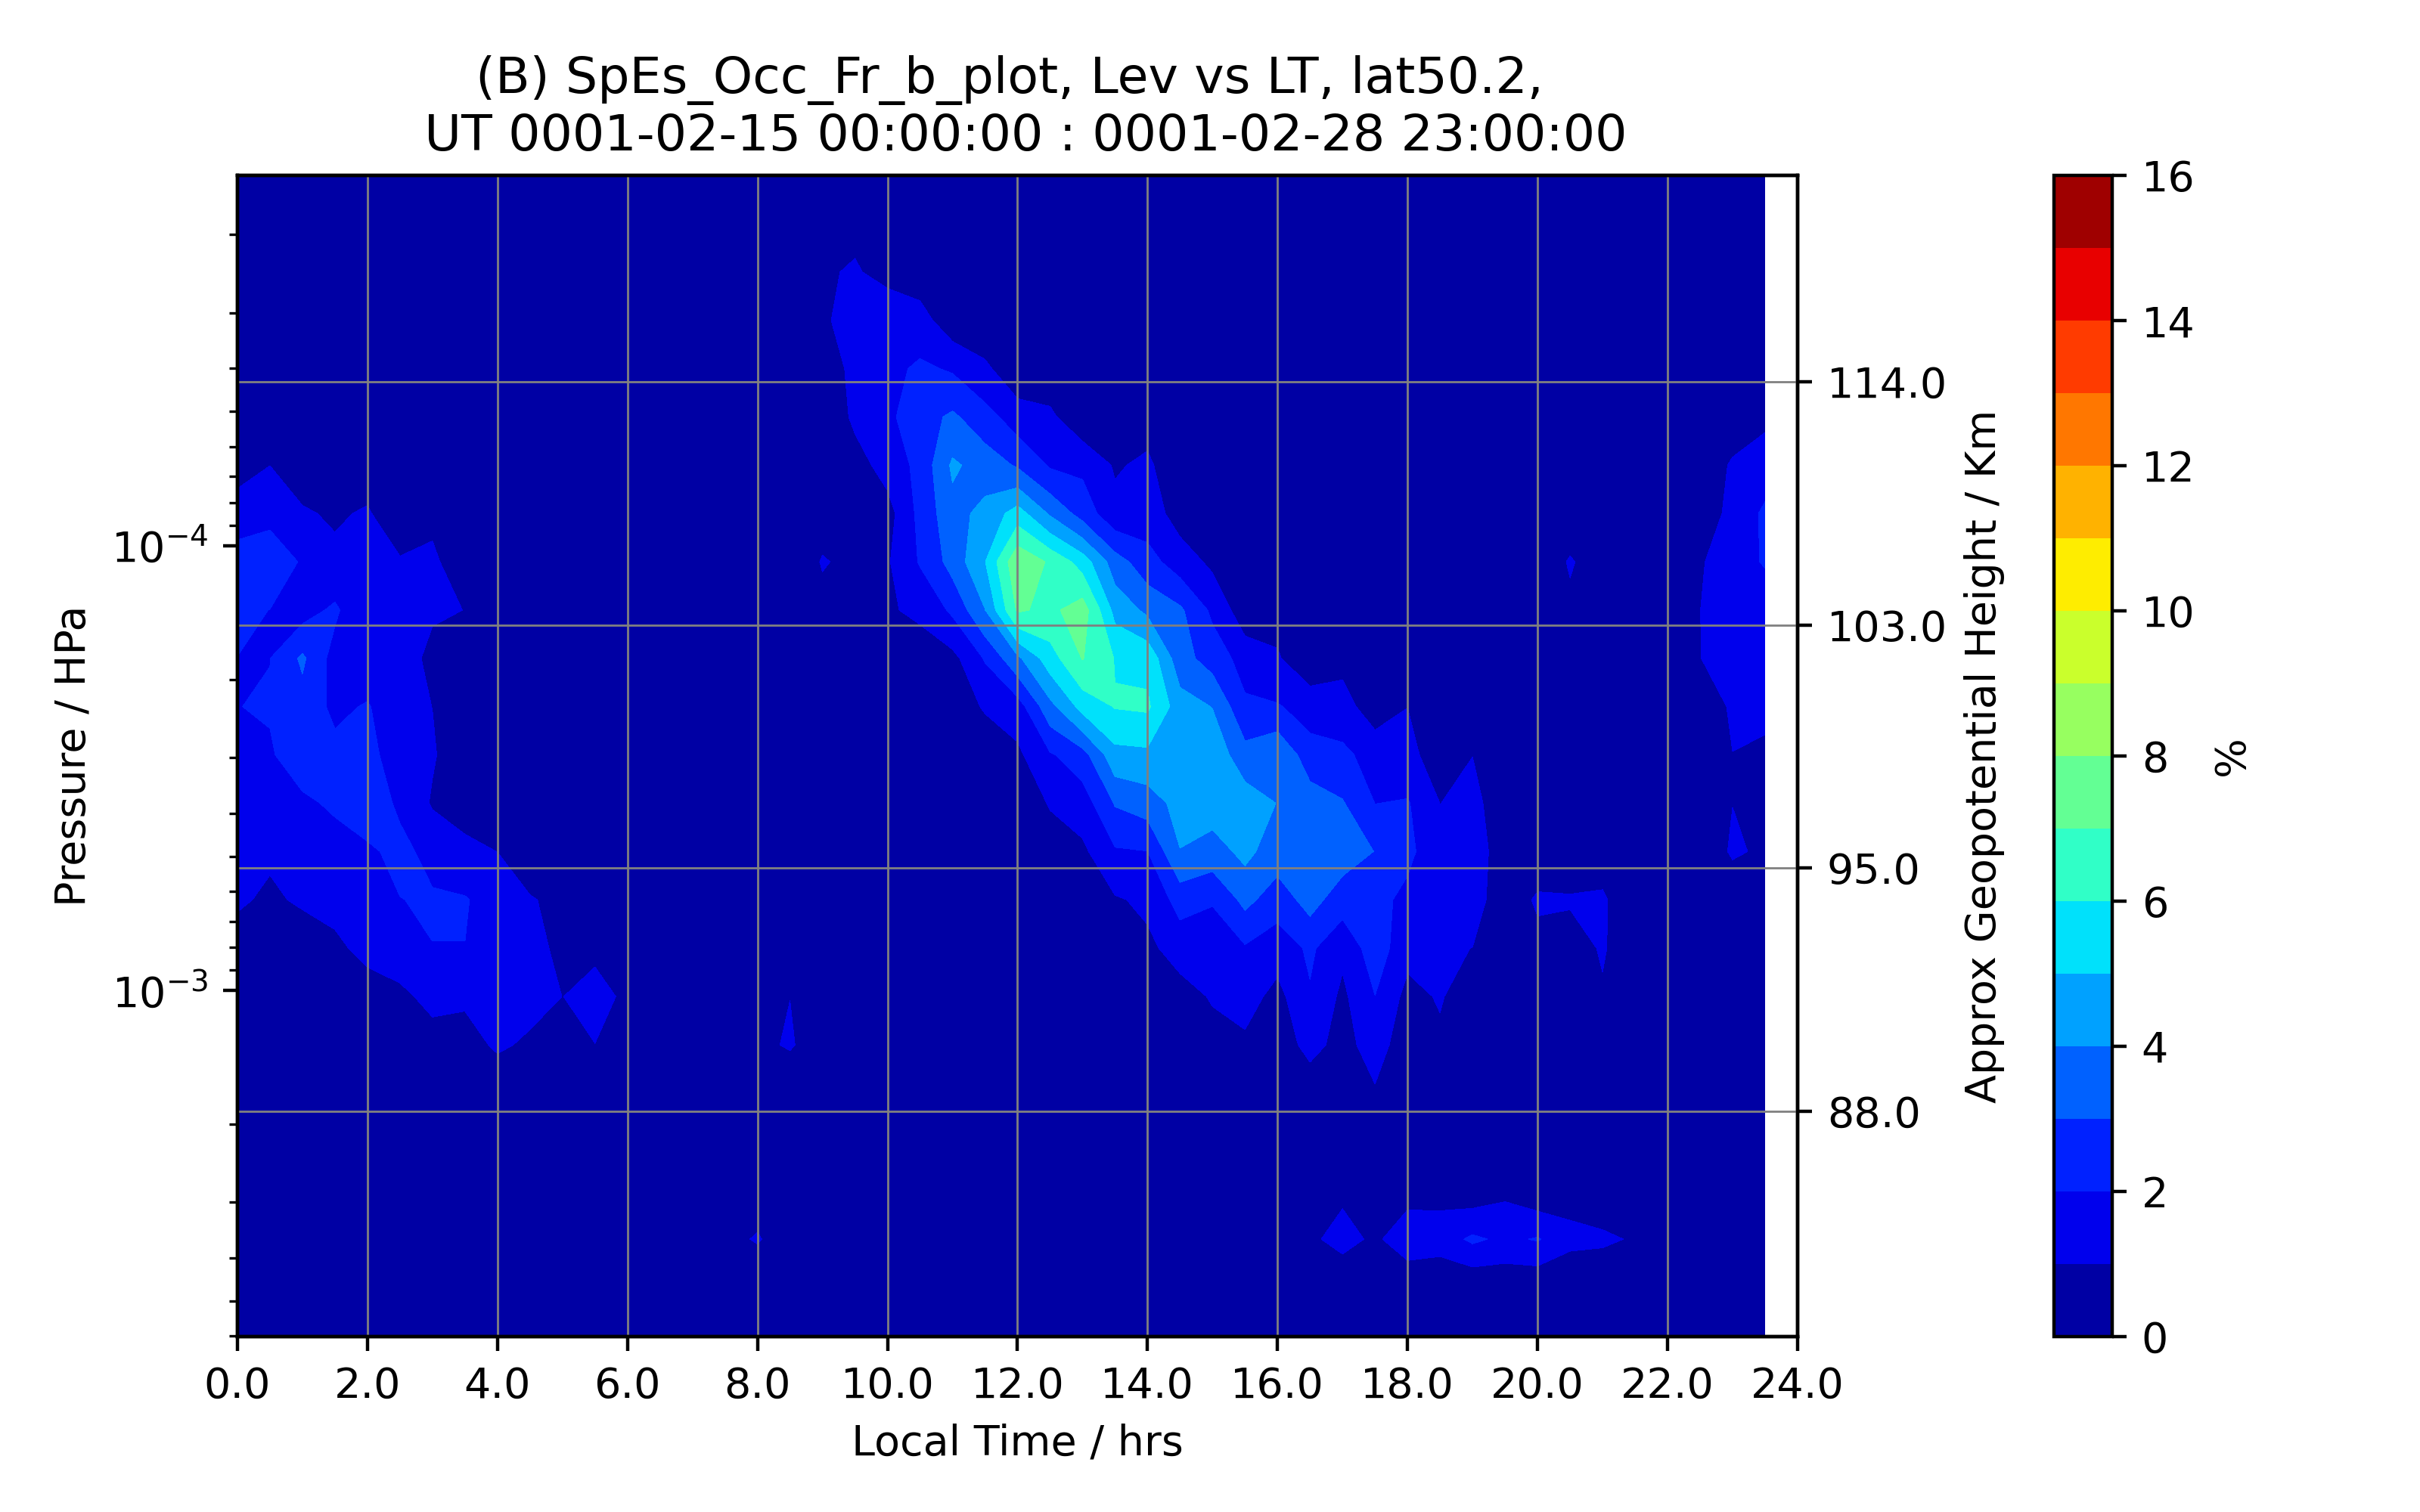 (B) SpEs_Occ_Fr_b_plot, Lev vs LT, lat50.2,
UT 0001-02-15 00:00:00 : 0001-02-28 23:00:00
Pressure / HPa
10⁻⁴
10⁻³
0.0 2.0 4.0 6.0 8.0 10.0 12.0 14.0 16.0 18.0 20.0 22.0 24.0
Local Time / hrs
114.0
103.0
95.0
88.0
Approx Geopotential Height / Km
16
14
12
10
8
6
4
2
0
%